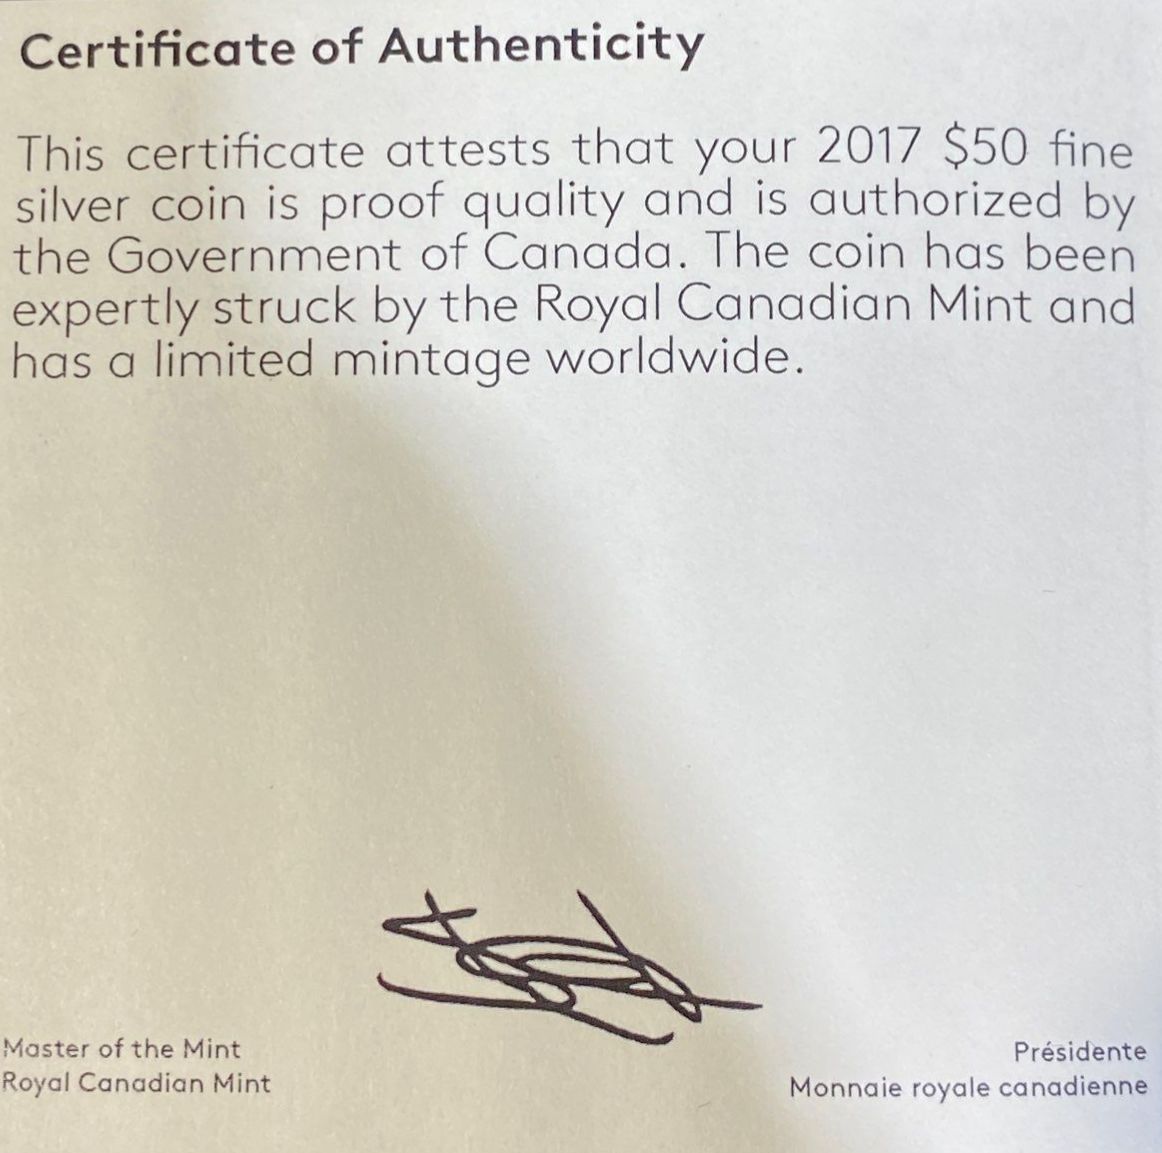 Certificate of Authenticity
This certificate attests that your 2017 $50 fine
silver coin is proof quality and is authorized by
the Government of Canada. The coin has been
expertly struck by the Royal Canadian Mint and
has a limited mintage worldwide.
Master of the Mint
Royal Canadian Mint
Présidente
Monnaie royale canadienne